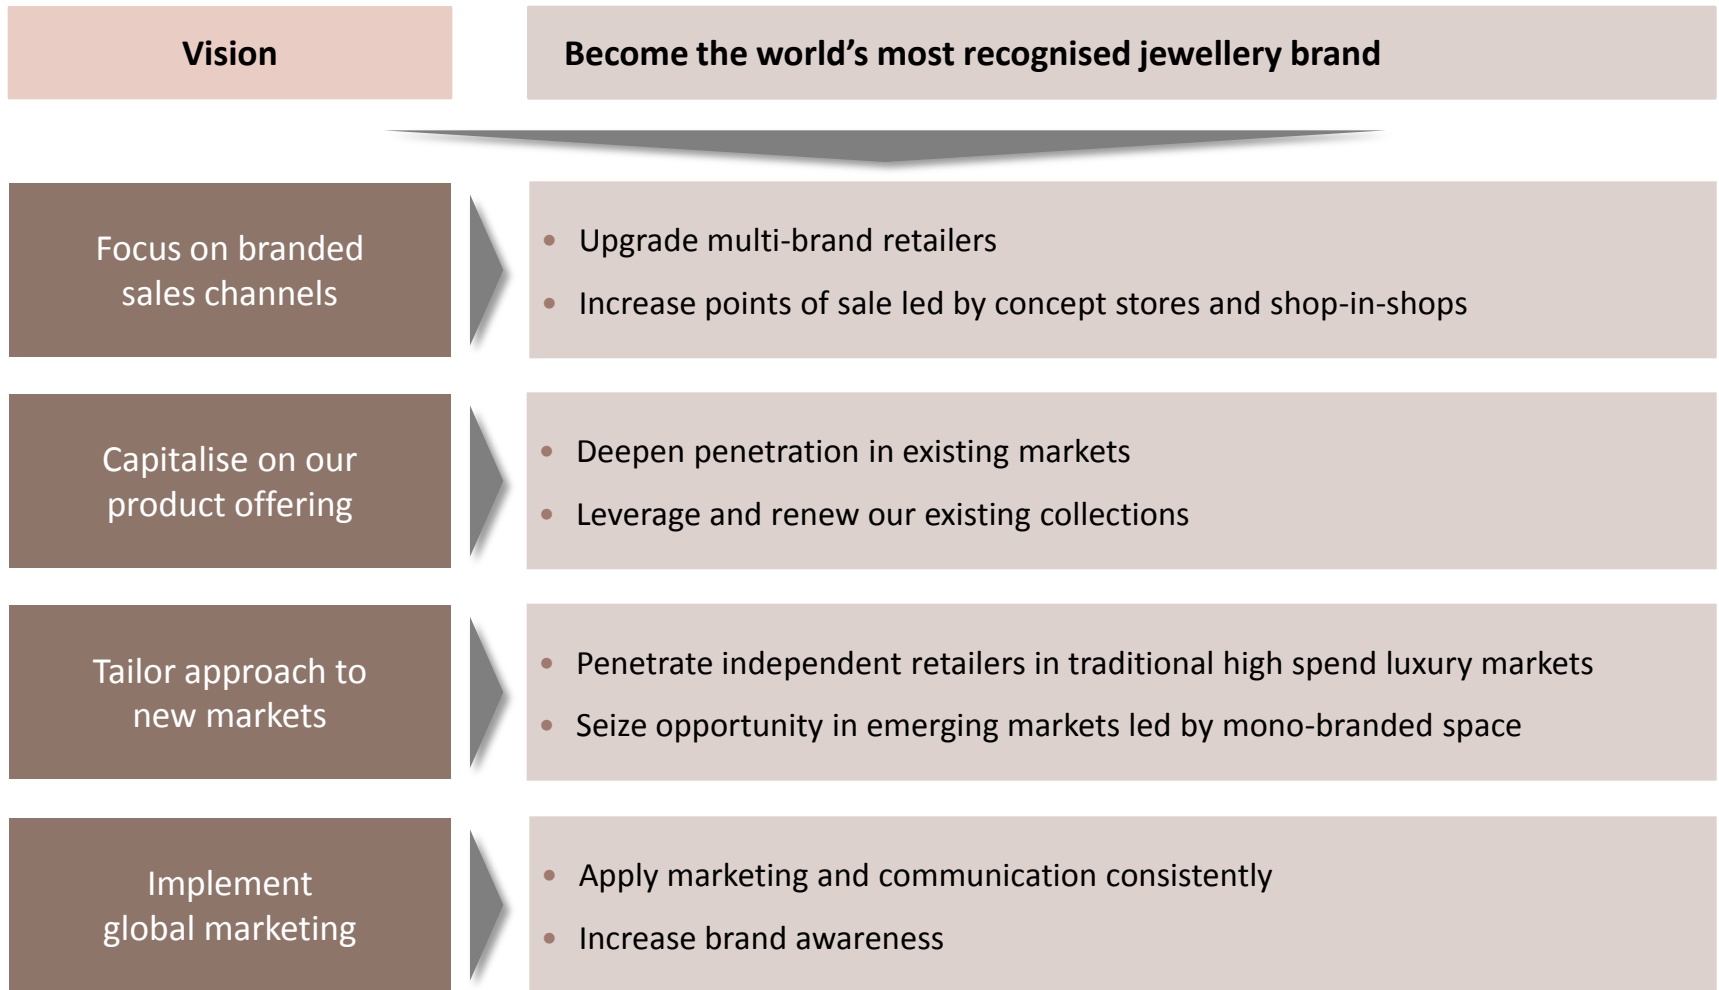 Vision
Become the world’s most recognised jewellery brand
Focus on branded
sales channels
• Upgrade multi-brand retailers
• Increase points of sale led by concept stores and shop-in-shops
Capitalise on our
product offering
• Deepen penetration in existing markets
• Leverage and renew our existing collections
Tailor approach to
new markets
• Penetrate independent retailers in traditional high spend luxury markets
• Seize opportunity in emerging markets led by mono-branded space
Implement
global marketing
• Apply marketing and communication consistently
• Increase brand awareness